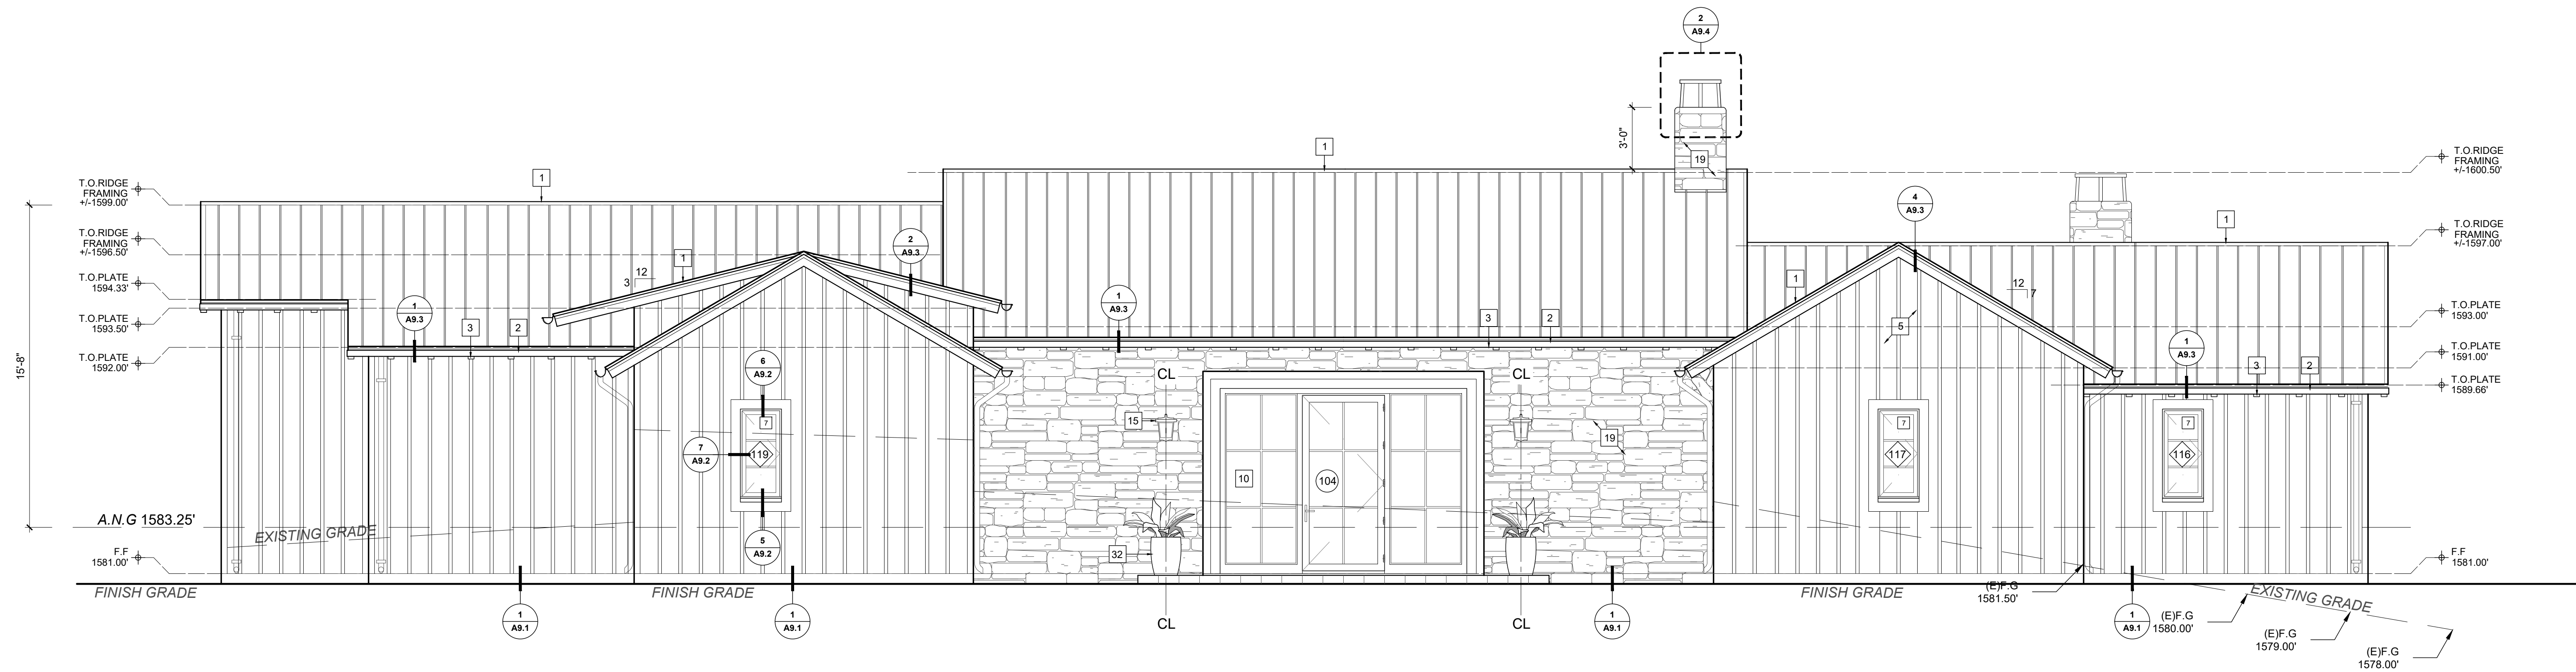 2
A9.4
3'-0"
19
1
1
T.O.RIDGE
FRAMING
+/-1599.00'
T.O.RIDGE
FRAMING
+/-1596.50'
T.O.PLATE
1594.33'
T.O.PLATE
1593.50'
T.O.PLATE
1592.00'
15'-8"
A.N.G 1583.25'
F.F
1581.00'
T.O.RIDGE
FRAMING
+/-1600.50'
T.O.RIDGE
FRAMING
+/-1597.00'
T.O.PLATE
1593.00'
T.O.PLATE
1591.00'
T.O.PLATE
1589.66'
F.F
1581.00'
4
A9.3
1
2
A9.3
1
12
3
1
12
7
1
A9.3
3
2
1
A9.3
3
2
5
1
A9.3
3
2
6
A9.2
7
7
A9.2
119
5
A9.2
CL
CL
15
19
10
104
32
7
117
7
116
EXISTING GRADE
FINISH GRADE
FINISH GRADE
FINISH GRADE
EXISTING GRADE
(E)F.G
1581.50'
(E)F.G
1580.00'
(E)F.G
1579.00'
(E)F.G
1578.00'
1
A9.1
1
A9.1
CL
CL
1
A9.1
1
A9.1